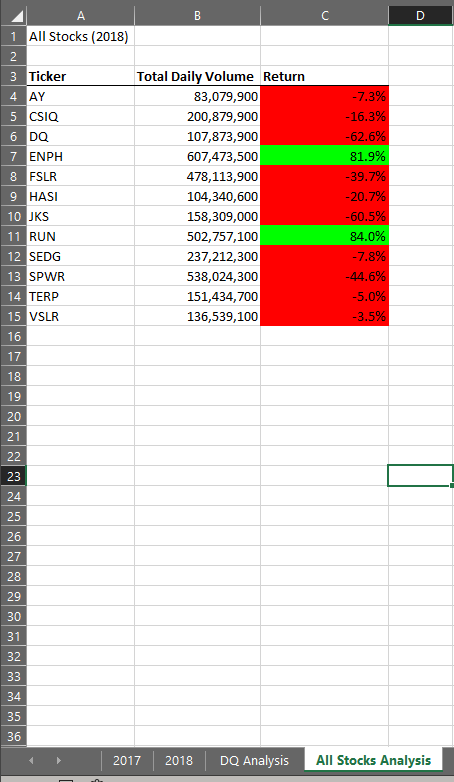 A B C D
1 All Stocks (2018)
2
3 Ticker Total Daily Volume Return
4 AY 83,079,900 -7.3%
5 CSIQ 200,879,900 -16.3%
6 DQ 107,873,900 -62.6%
7 ENPH 607,473,500 81.9%
8 FSLR 478,113,900 -39.7%
9 HASI 104,340,600 -20.7%
10 JKS 158,309,000 -60.5%
11 RUN 502,757,100 84.0%
12 SEDG 237,212,300 -7.8%
13 SPWR 538,024,300 -44.6%
14 TERP 151,434,700 -5.0%
15 VSLR 136,539,100 -3.5%
16
17
18
19
20
21
22
23
24
25
26
27
28
29
30
31
32
33
34
35
36
2017 2018 DQ Analysis All Stocks Analysis